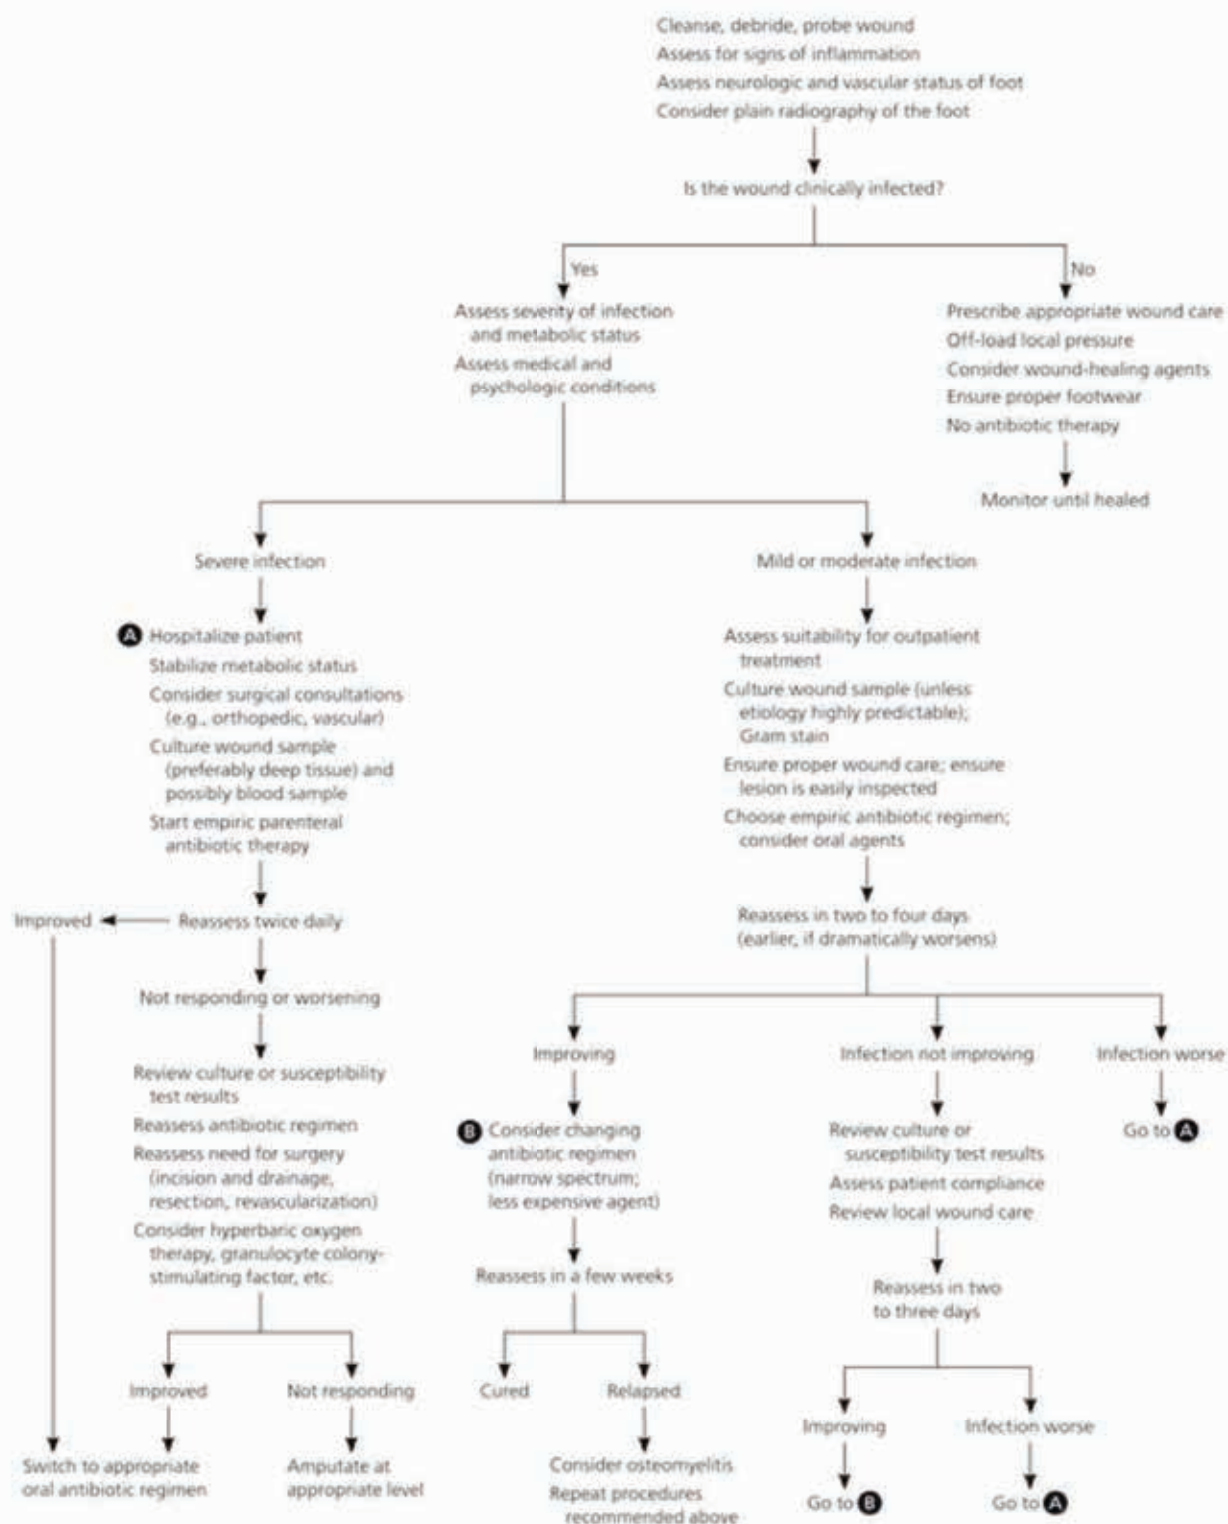 Cleanse, debride, probe wound
Assess for signs of inflammation
Assess neurologic and vascular status of foot
Consider plain radiography of the foot
Is the wound clinically infected?
Yes
No
Assess severity of infection
and metabolic status
Assess medical and
psychologic conditions
Prescribe appropriate wound care
Off-load local pressure
Consider wound-healing agents
Ensure proper footwear
No antibiotic therapy
Monitor until healed
Severe infection
Mild or moderate infection
A Hospitalize patient
Stabilize metabolic status
Consider surgical consultations
(e.g., orthopedic, vascular)
Culture wound sample
(preferably deep tissue) and
possibly blood sample
Start empiric parenteral
antibiotic therapy
Assess suitability for outpatient
treatment
Culture wound sample (unless
etiology highly predictable);
Gram stain
Ensure proper wound care; ensure
lesion is easily inspected
Choose empiric antibiotic regimen;
consider oral agents
Improved
Reassess twice daily
Reassess in two to four days
(earlier, if dramatically worsens)
Not responding or worsening
Improving
Infection not improving
Infection worse
Review culture or susceptibility
test results
Reassess antibiotic regimen
Reassess need for surgery
(incision and drainage,
resection, revascularization)
Consider hyperbaric oxygen
therapy, granulocyte colony-
stimulating factor, etc.
B Consider changing
antibiotic regimen
(narrow spectrum;
less expensive agent)
Review culture or
susceptibility test results
Assess patient compliance
Review local wound care
Go to A
Reassess in a few weeks
Reassess in two
to three days
Improved
Not responding
Cured
Relapsed
Improving
Infection worse
Switch to appropriate
oral antibiotic regimen
Amputate at
appropriate level
Consider osteomyelitis
Repeat procedures
recommended above
Go to B
Go to A